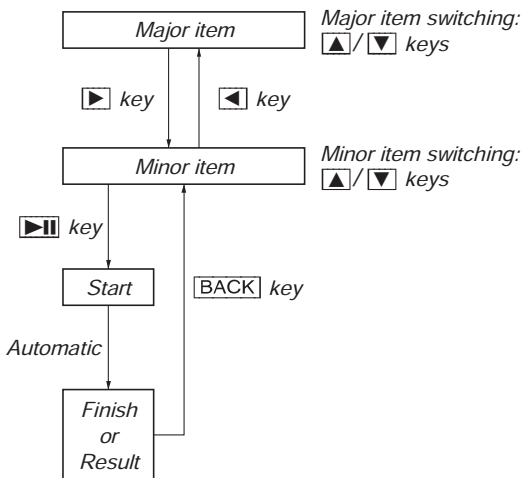 Major item
Major item switching:
▲/▼ keys
▶ key
◀ key
Minor item
Minor item switching:
▲/▼ keys
▶II key
Start
BACK key
Automatic
Finish
or
Result